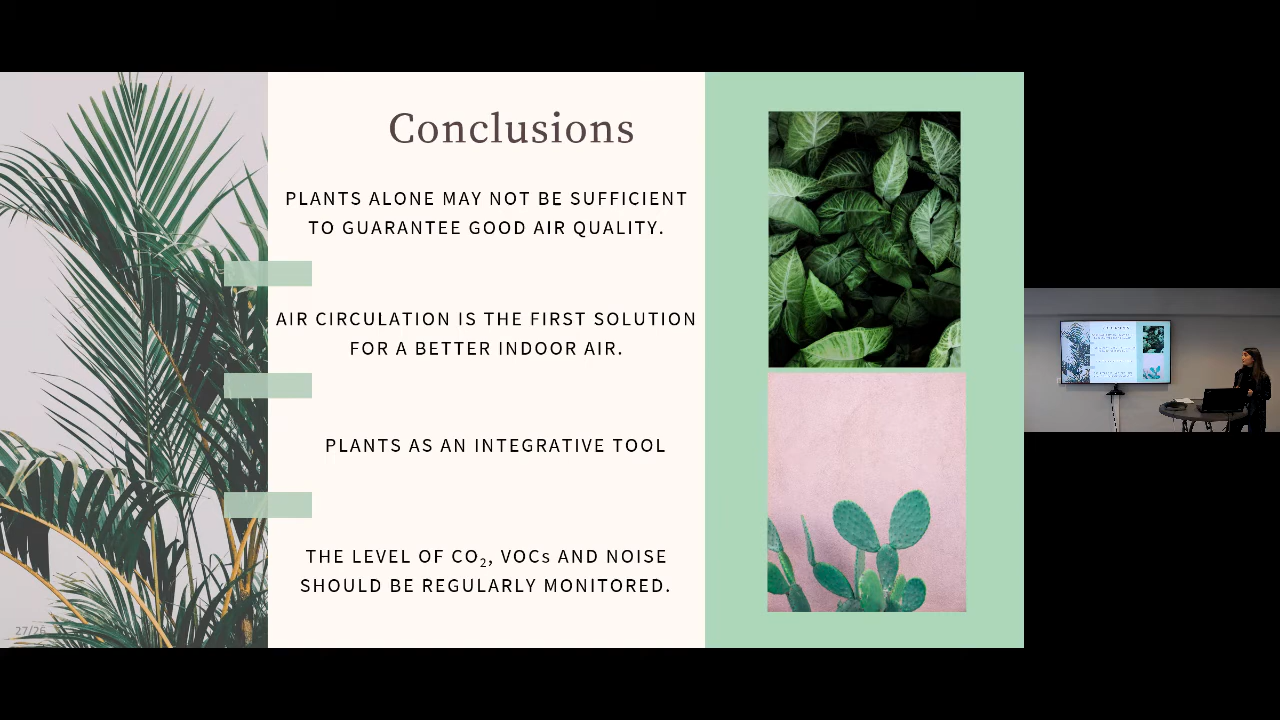 Conclusions
PLANTS ALONE MAY NOT BE SUFFICIENT
TO GUARANTEE GOOD AIR QUALITY.
AIR CIRCULATION IS THE FIRST SOLUTION
FOR A BETTER INDOOR AIR.
PLANTS AS AN INTEGRATIVE TOOL
THE LEVEL OF CO₂, VOCs AND NOISE
SHOULD BE REGULARLY MONITORED.
27/26